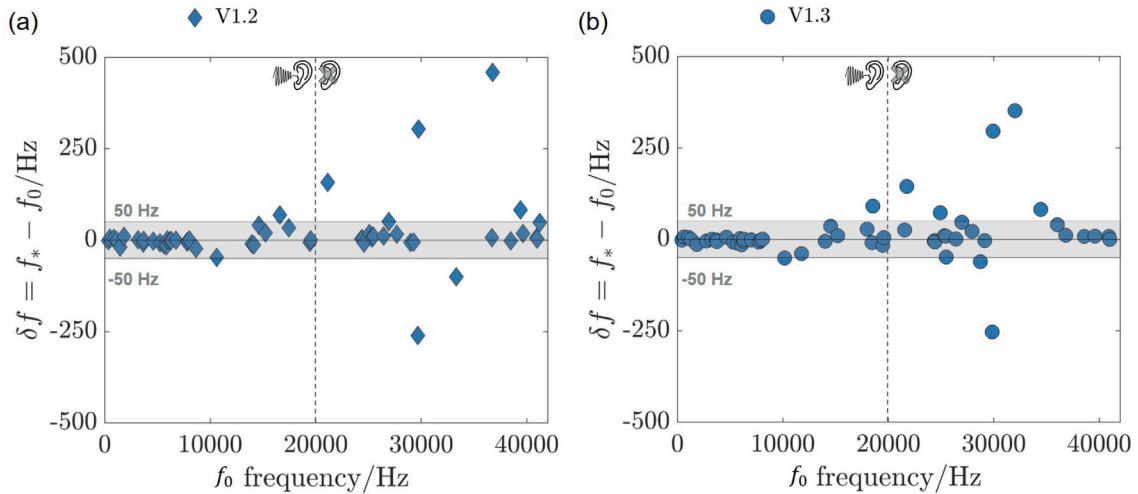 (a)
V1.2
500
250
0
-250
-500
50 Hz
-50 Hz
δf = f* − f₀/Hz
0
10000
20000
30000
40000
f₀ frequency/Hz
(b)
V1.3
500
250
0
-250
-500
50 Hz
-50 Hz
δf = f* − f₀/Hz
0
10000
20000
30000
40000
f₀ frequency/Hz